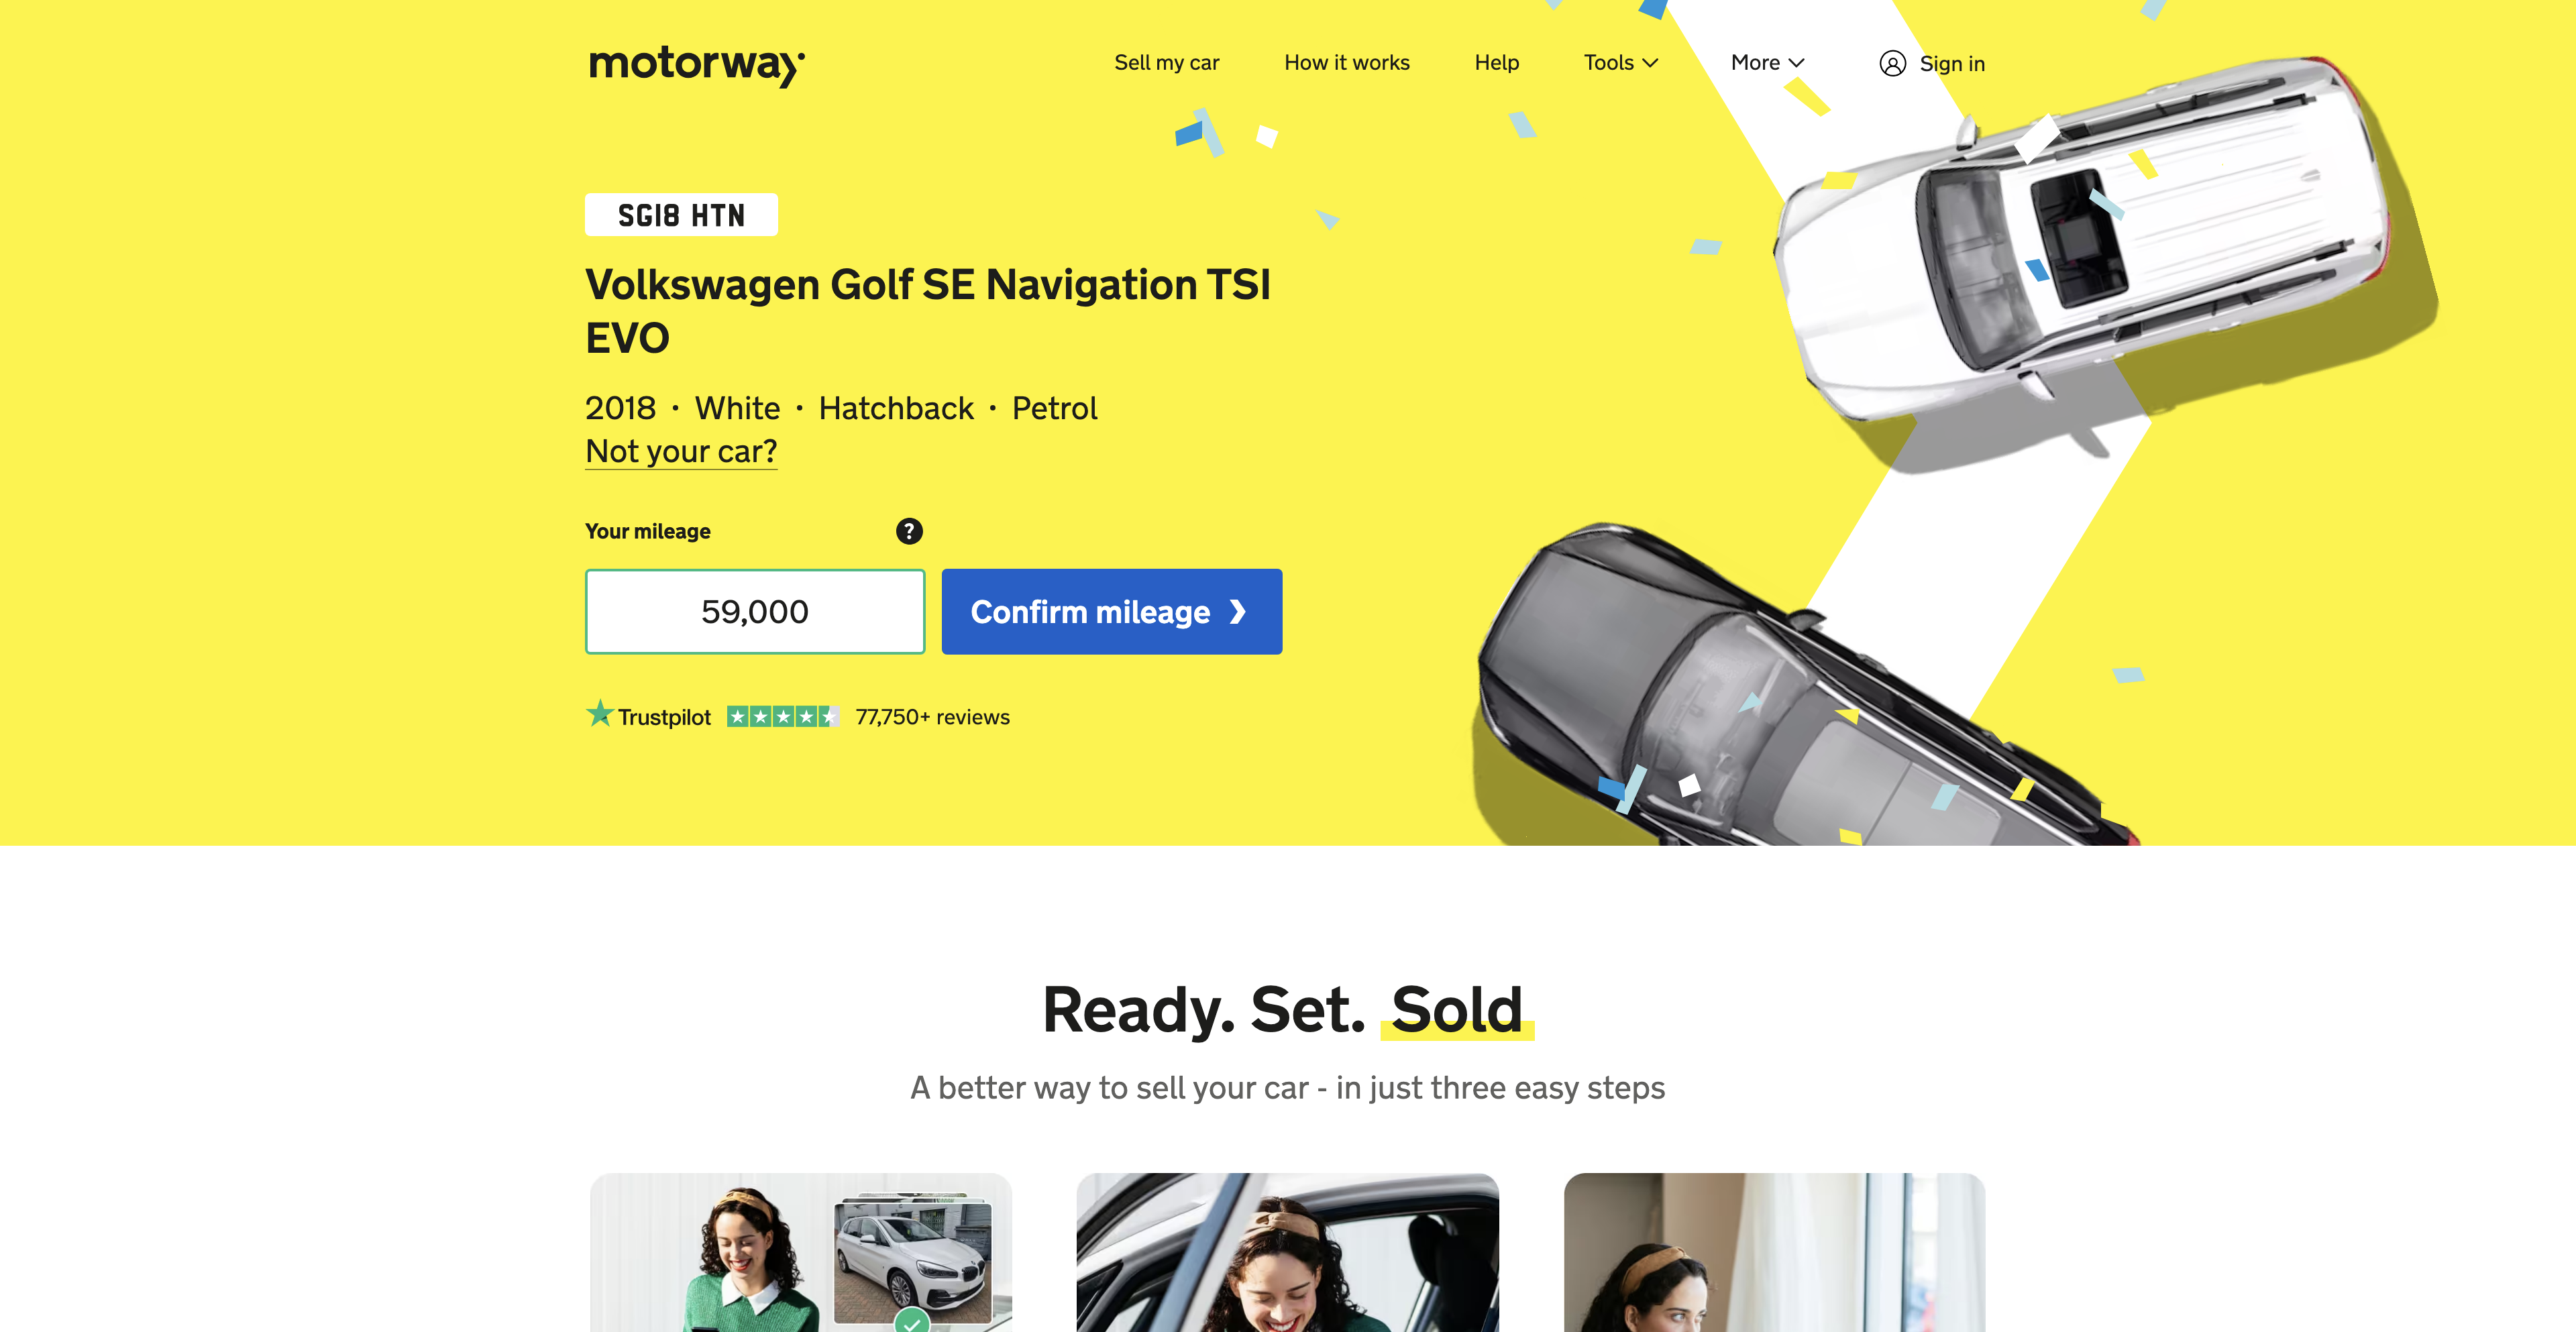 motorway
Sell my car
How it works
Help
Tools
More
Sign in
SG18 HTN
Volkswagen Golf SE Navigation TSI
EVO
2018 · White · Hatchback · Petrol
Not your car?
Your mileage
?
59,000
Confirm mileage
Trustpilot
77,750+ reviews
Ready. Set. Sold
A better way to sell your car - in just three easy steps